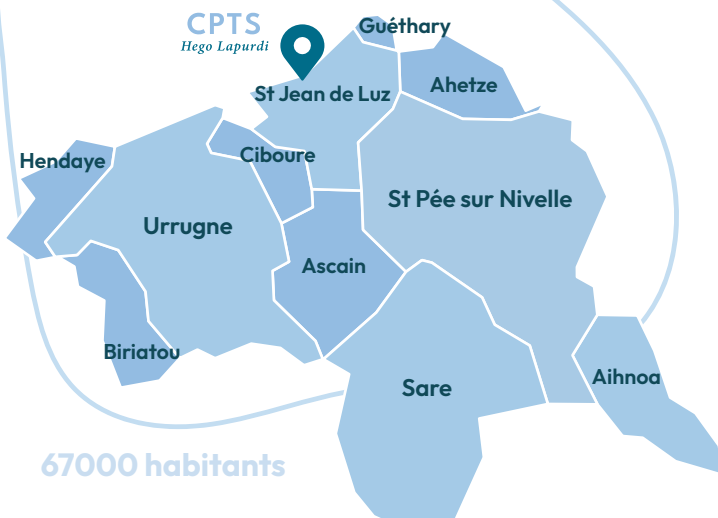 CPTS
Hego Lapurdi
Guéthary
Ahetze
St Jean de Luz
Ciboure
Hendaye
St Pée sur Nivelle
Urrugne
Ascain
Biriatou
Aihnoa
Sare
67000 habitants